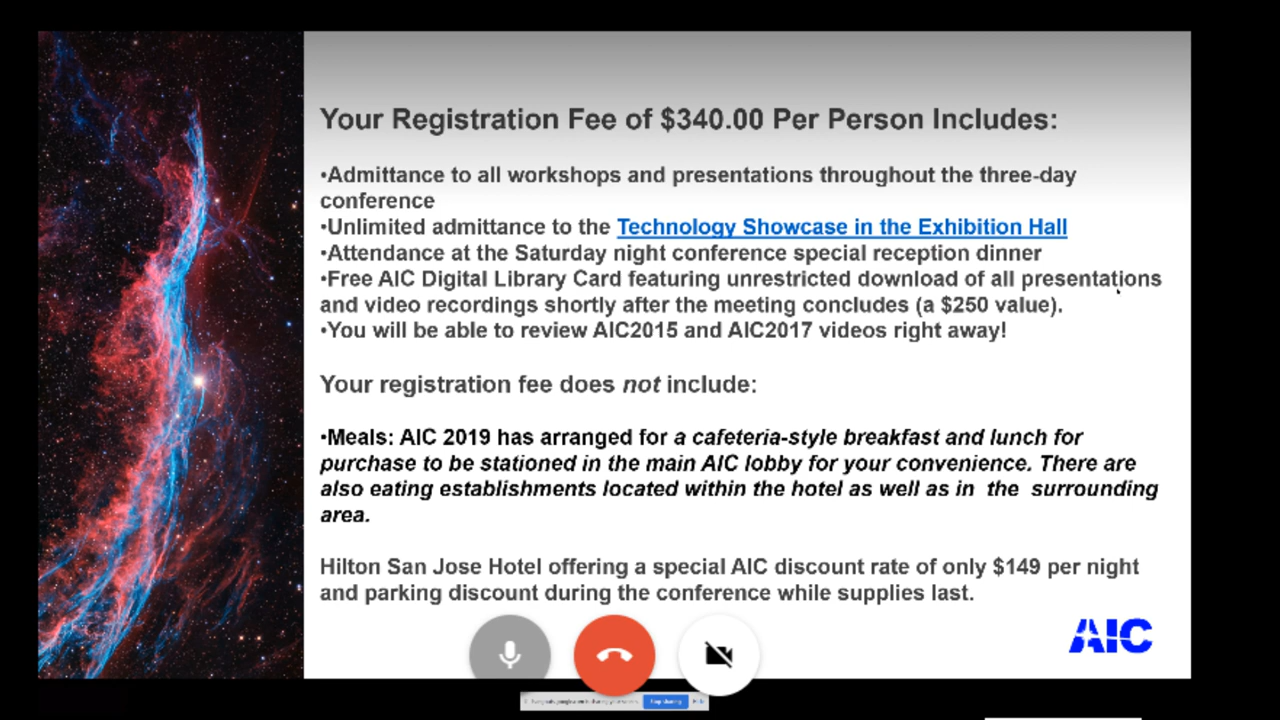 Your Registration Fee of $340.00 Per Person Includes:
•Admittance to all workshops and presentations throughout the three-day
conference
•Unlimited admittance to the Technology Showcase in the Exhibition Hall
•Attendance at the Saturday night conference special reception dinner
•Free AIC Digital Library Card featuring unrestricted download of all presentations
and video recordings shortly after the meeting concludes (a $250 value).
•You will be able to review AIC2015 and AIC2017 videos right away!
Your registration fee does not include:
•Meals: AIC 2019 has arranged for a cafeteria-style breakfast and lunch for
purchase to be stationed in the main AIC lobby for your convenience. There are
also eating establishments located within the hotel as well as in  the  surrounding
area.
Hilton San Jose Hotel offering a special AIC discount rate of only $149 per night
and parking discount during the conference while supplies last.
AIC
Stop sharing